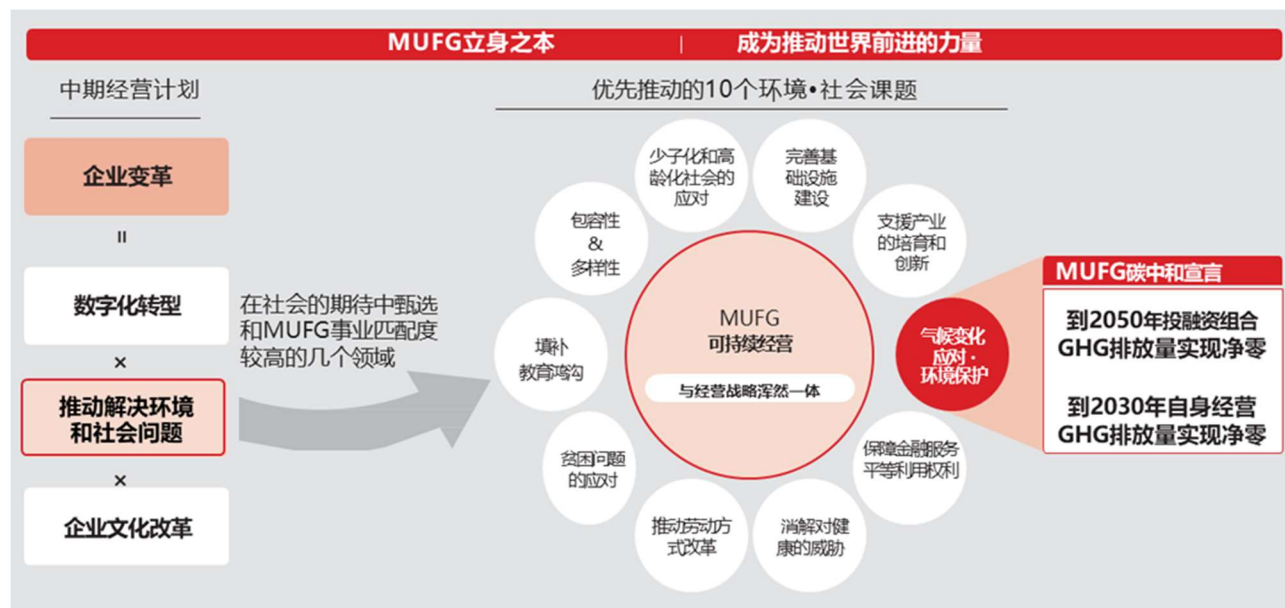 MUFG立身之本 | 成为推动世界前进的力量
中期经营计划
企业变革
=
数字化转型
×
推动解决环境
和社会问题
×
企业文化改革
在社会的期待中甄选
和MUFG事业匹配度
较高的几个领域
优先推动的10个环境•社会课题
少子化和高
龄化社会的
应对
完善基
础设施
建设
支援产业
的培育和
创新
气候变化
应对·
环境保护
保障金融服务
平等利用权利
消解对健
康的威胁
推动劳动方
式改革
贫困问题
的应对
填补
教育鸿沟
包容性
&
多样性
MUFG
可持续经营
与经营战略浑然一体
MUFG碳中和宣言
到2050年投融资组合
GHG排放量实现净零
到2030年自身经营
GHG排放量实现净零